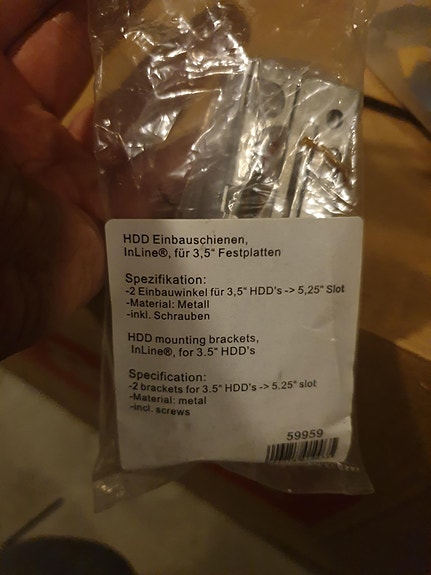 HDD Einbauschienen,
InLine®, für 3,5" Festplatten
Spezifikation:
-2 Einbauwinkel für 3,5" HDD's -> 5,25" Slot
-Material: Metall
-inkl. Schrauben
HDD mounting brackets,
InLine®, for 3.5" HDD's
Specification:
-2 brackets for 3.5" HDD's -> 5.25" slot
-Material: metal
-incl. screws
59959